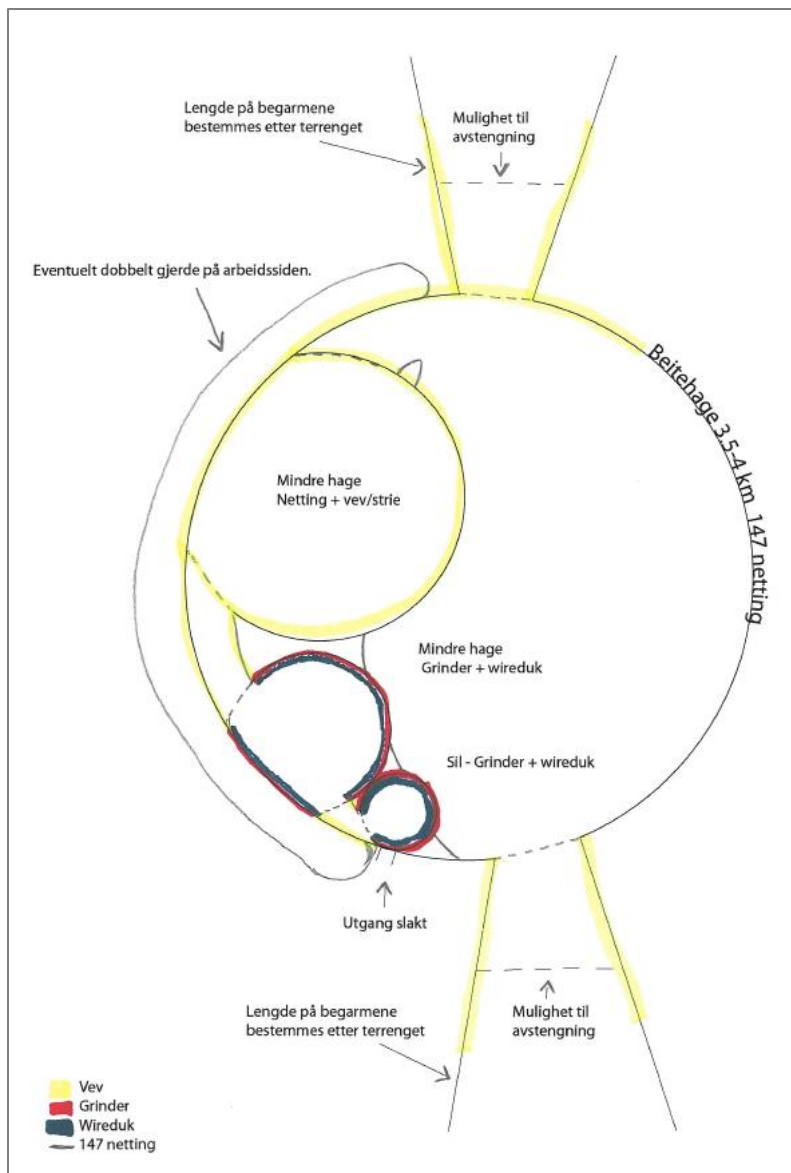 Lengde på begarmene
bestemmes etter terrenget
Mulighet til
avstengning
Eventuelt dobbelt gjerde på arbeidssiden.
Beitehage 3.5-4 km 147 netting
Mindre hage
Netting + vev/strie
Mindre hage
Grinder + wireduk
Sil - Grinder + wireduk
Utgang slakt
Lengde på begarmene
bestemmes etter terrenget
Mulighet til
avstengning
Vev
Grinder
Wireduk
147 netting